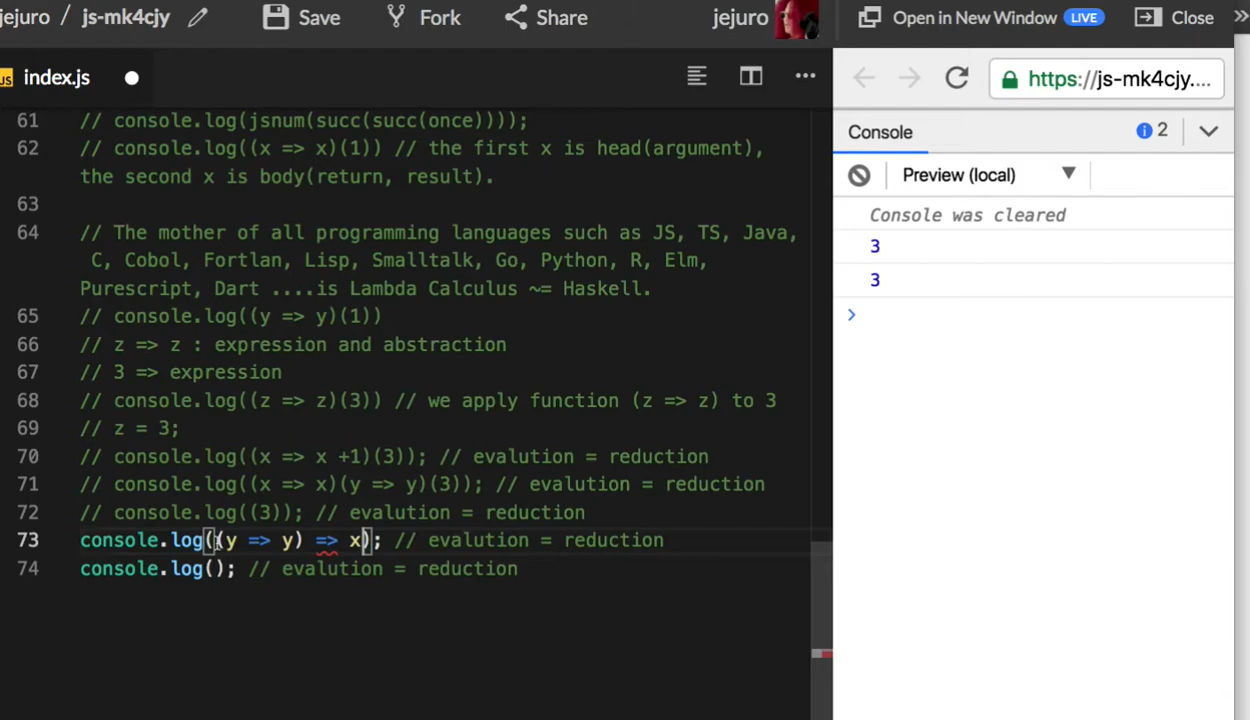 jejuro / js-mk4cjy Save Fork Share jejuro Open in New Window LIVE Close »
JS index.js
https://js-mk4cjy....
61 // console.log(jsnum(succ(succ(once))));
62 // console.log((x => x)(1)) // the first x is head(argument),
the second x is body(return, result).
63
64 // The mother of all programming languages such as JS, TS, Java,
C, Cobol, Fortlan, Lisp, Smalltalk, Go, Python, R, Elm,
Purescript, Dart ....is Lambda Calculus ~= Haskell.
65 // console.log((y => y)(1))
66 // z => z : expression and abstraction
67 // 3 => expression
68 // console.log((z => z)(3)) // we apply function (z => z) to 3
69 // z = 3;
70 // console.log((x => x +1)(3)); // evalution = reduction
71 // console.log((x => x)(y => y)(3)); // evalution = reduction
72 // console.log((3)); // evalution = reduction
73 console.log((y => y) => x); // evalution = reduction
74 console.log(); // evalution = reduction
Console 2
Preview (local)
Console was cleared
3
3
>